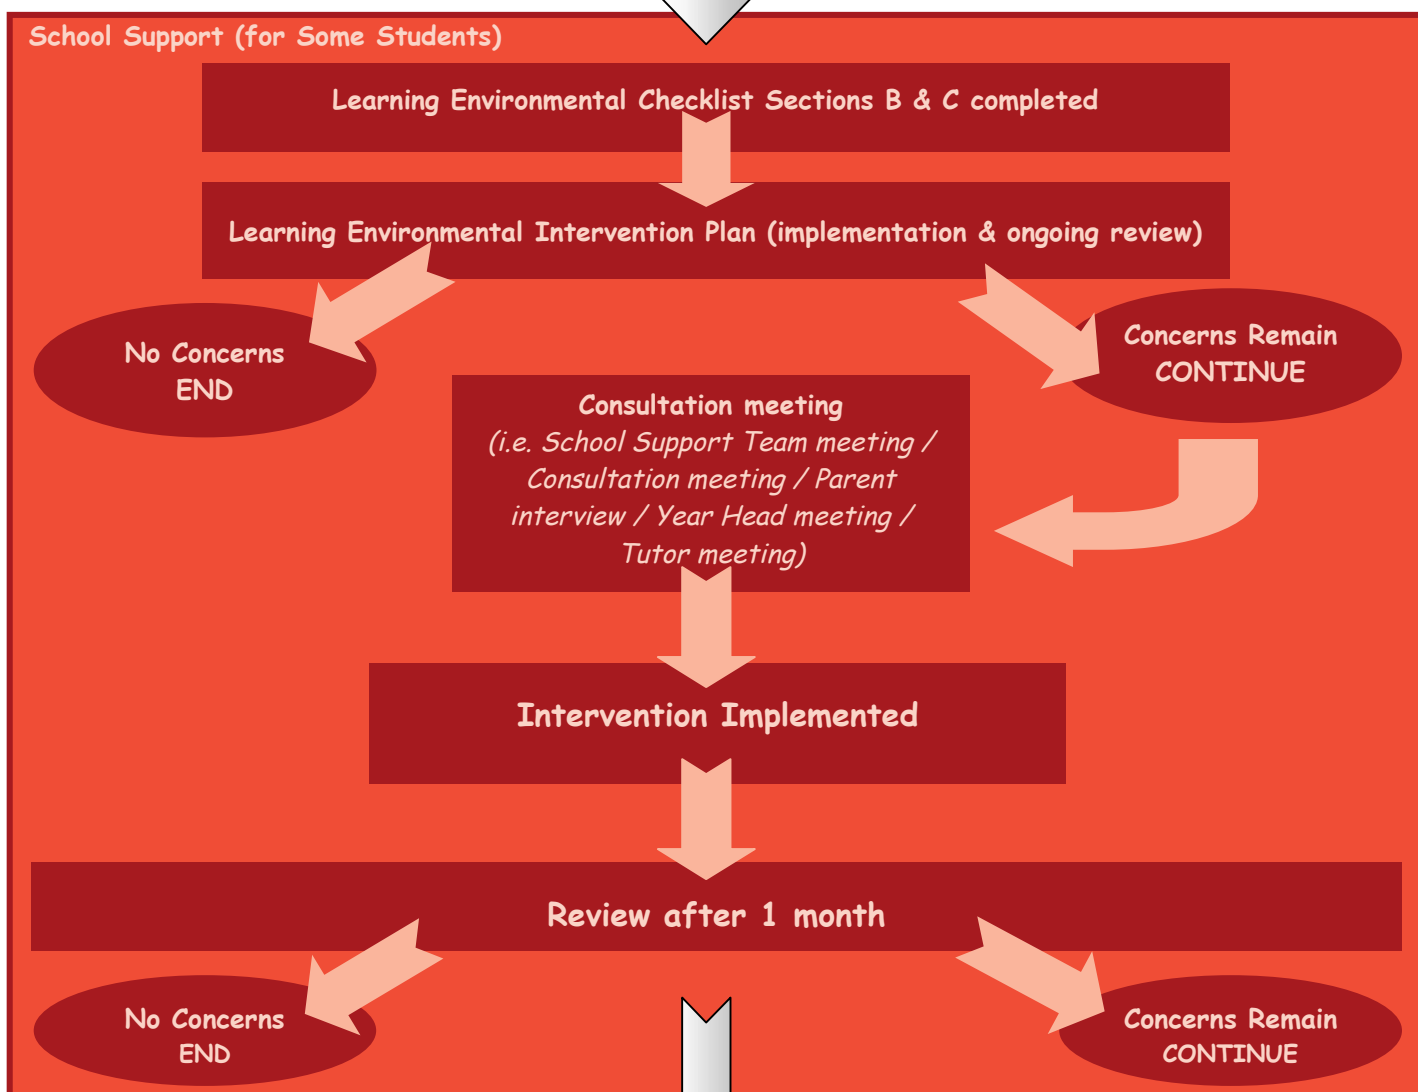 School Support (for Some Students)
Learning Environmental Checklist Sections B & C completed
Learning Environmental Intervention Plan (implementation & ongoing review)
No Concerns
END
Concerns Remain
CONTINUE
Consultation meeting
(i.e. School Support Team meeting /
Consultation meeting / Parent
interview / Year Head meeting /
Tutor meeting)
Intervention Implemented
Review after 1 month
No Concerns
END
Concerns Remain
CONTINUE